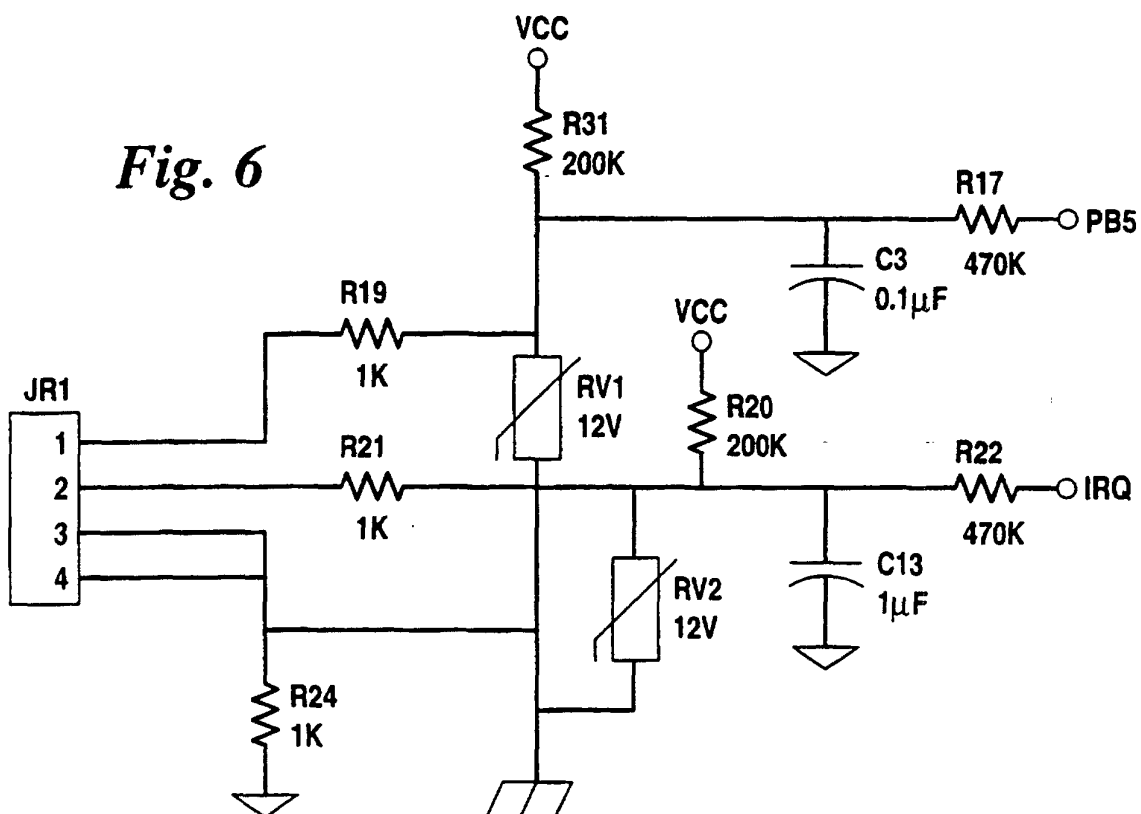 Fig. 6
VCC
R31
200K
R17
470K
PB5
C3
0.1µF
R19
1K
VCC
JR1
1
2
3
4
RV1
12V
R20
200K
R21
1K
R22
470K
IRQ
RV2
12V
C13
1µF
R24
1K